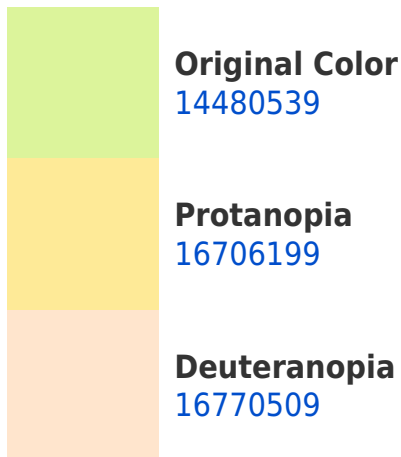 Original Color
14480539
Protanopia
16706199
Deuteranopia
16770509